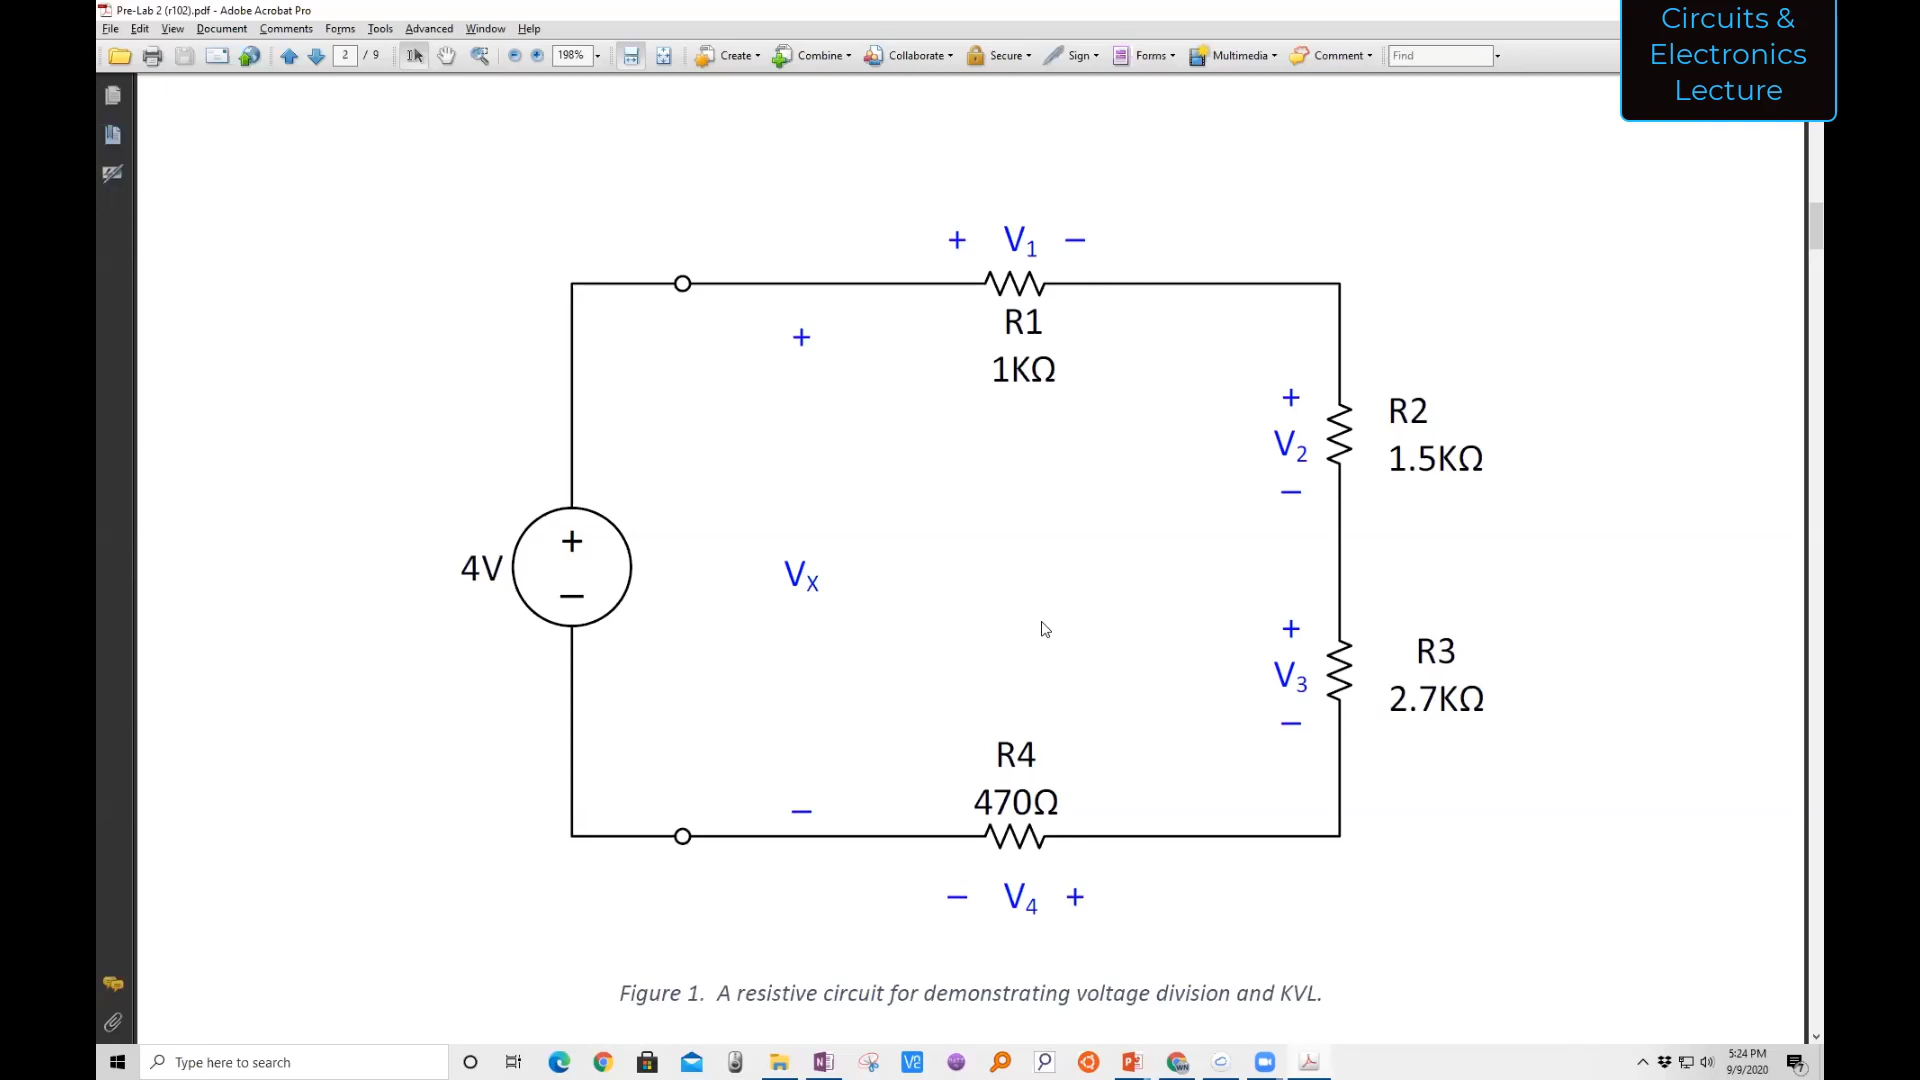 Pre-Lab 2 (r102).pdf - Adobe Acrobat Pro
File Edit View Document Comments Forms Tools Advanced Window Help
2 / 9 198% Create Combine Collaborate Secure Sign Forms Multimedia Comment Find
Circuits &
Electronics
Lecture
+ V1 −
R1
1KΩ
+
+
V2
−
R2
1.5KΩ
4V
+
−
VX
+
V3
−
R3
2.7KΩ
R4
470Ω
−
− V4 +
Figure 1. A resistive circuit for demonstrating voltage division and KVL.
Type here to search
5:24 PM
9/9/2020